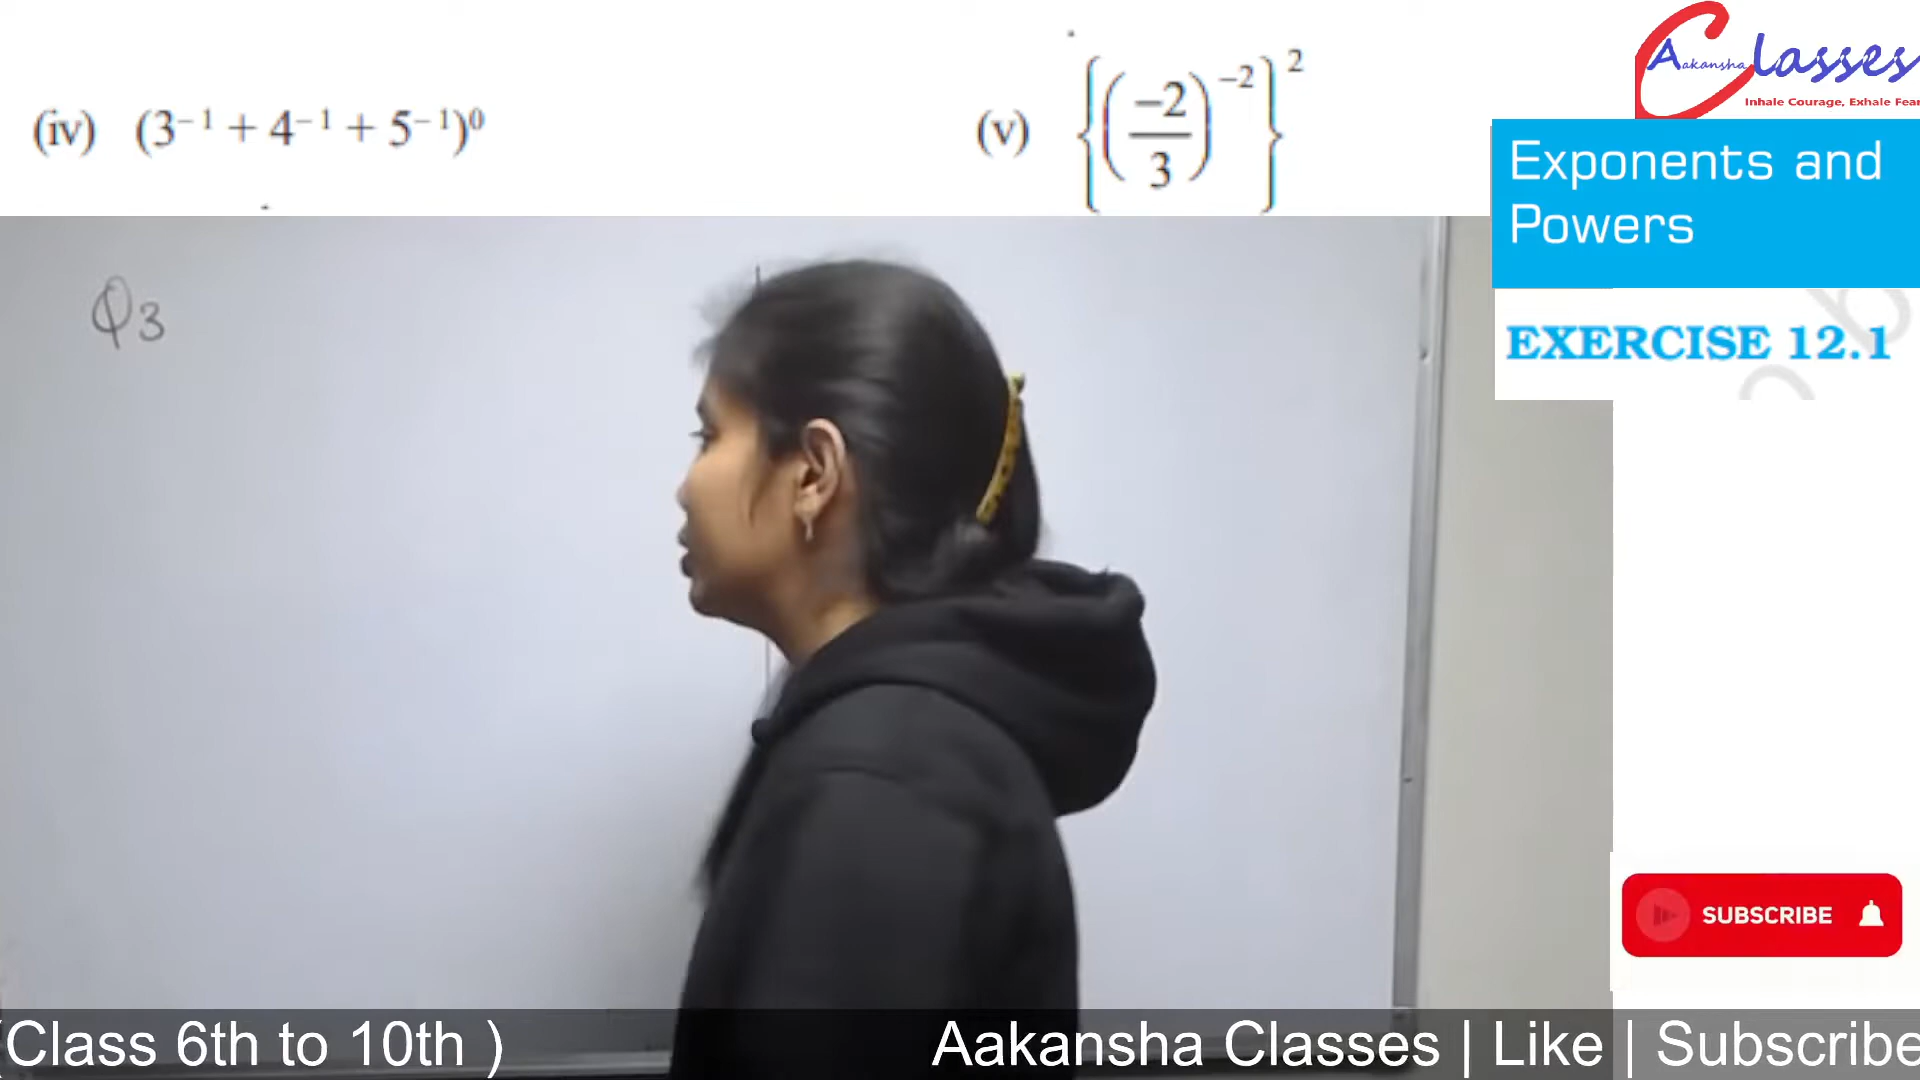 (iv) (3⁻¹ + 4⁻¹ + 5⁻¹)⁰
(v) {(-2/3)⁻²}²
Aakansha Classes
Inhale Courage, Exhale Fear
Exponents and
Powers
EXERCISE 12.1
Q3
SUBSCRIBE
(Class 6th to 10th )
Aakansha Classes | Like | Subscribe